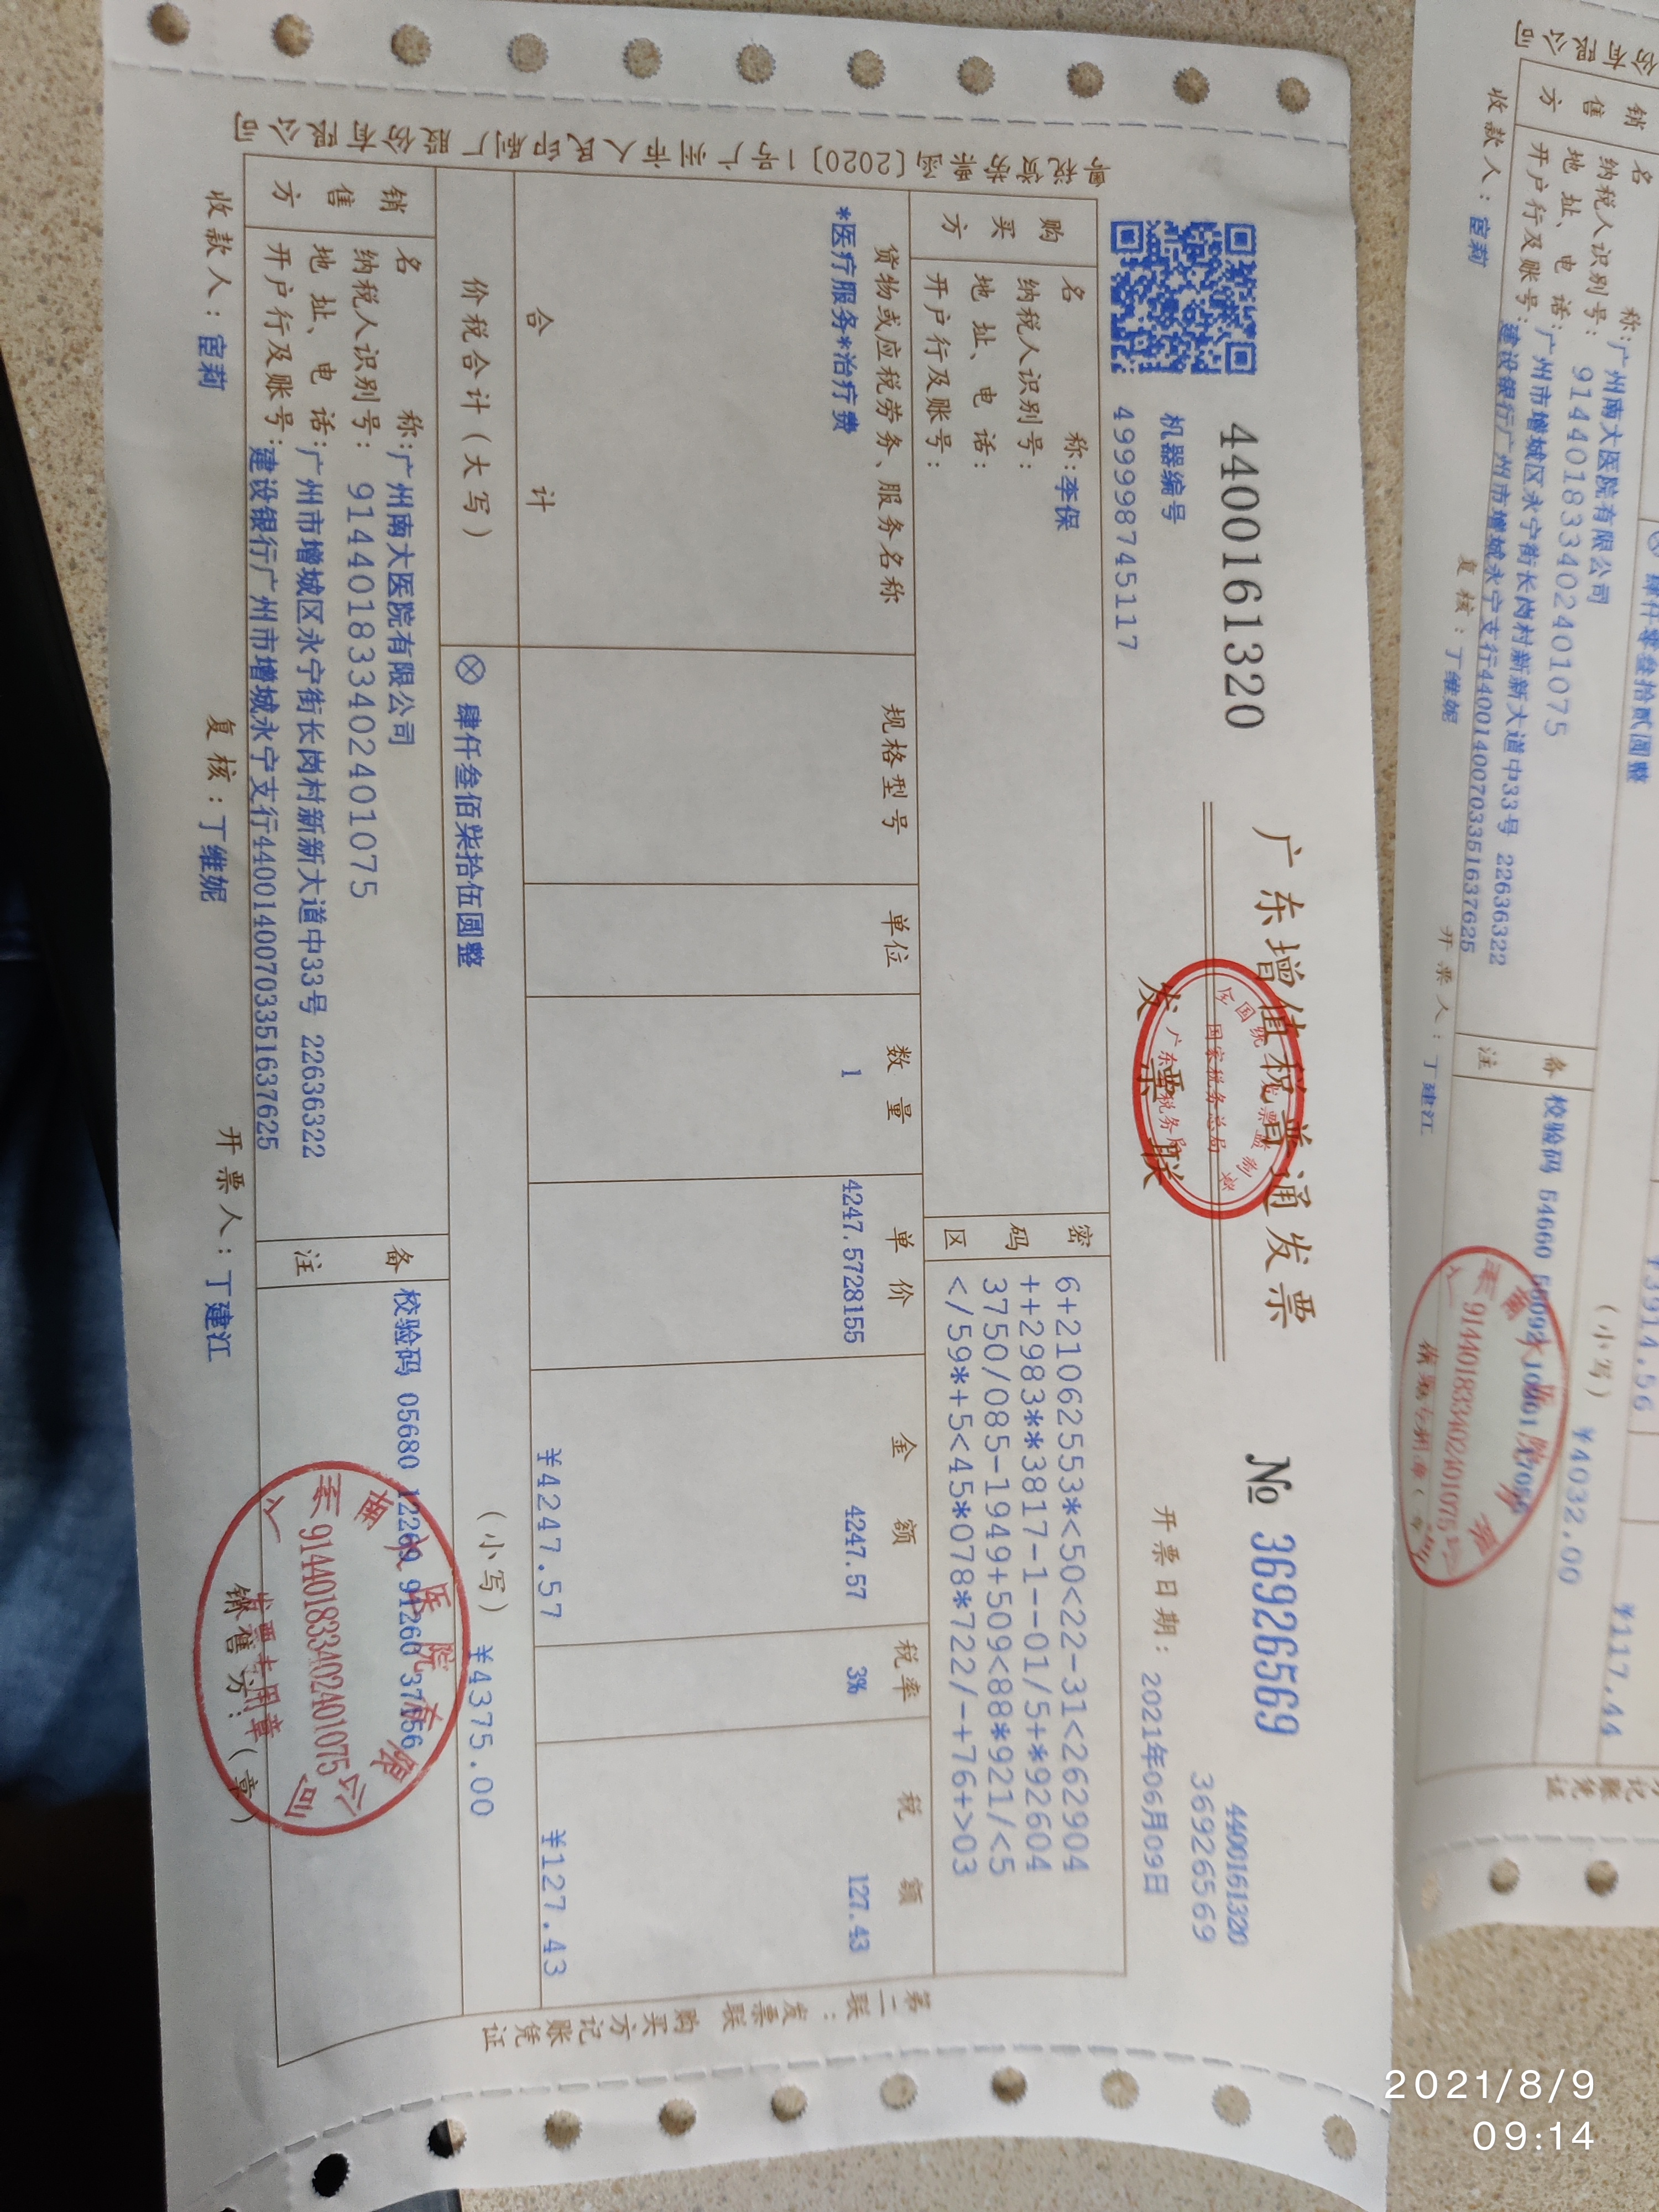 肆仟零叁拾贰圆整
¥3914.56
¥117.44
(小写) ¥4032.00
份有限公司
方记账凭证
销售方
名称:广州南大医院有限公司
纳税人识别号:914401833402401075
地址、电话:广州市增城区永宁街长岗村新新大道中33号 22636322
开户行及账号:建设银行广州市增城永宁支行44001400703351637625
备注
校验码 54660
914401833402401075
收款人:宦莉 复核:丁维妮 开票人:丁建江
2021/8/9
09:14
4400161320
广东增值税普通发票
№ 36926569
4400161320
36926569
全国统一发票监制章
国家税务总局
广东省税务局
发票联
机器编号
499998745117
开票日期:2021年06月09日
粤税货劳票函[2020]1号广州市人民印刷厂股份有限公司
购买方
名称:李保
纳税人识别号:
地址、电话:
开户行及账号:
密码区
6+21062553*<50<22-31<262904
++2983**3817-1--01/5+*92604
3750/085-1949+509<88*921/<5
</59*+5<45*078*722/-+76+>03
货物或应税劳务、服务名称 规格型号 单位 数量 单价 金额 税率 税额
*医疗服务*治疗费 1 4247.5728155 4247.57 3% 127.43
合计 ¥4247.57 ¥127.43
价税合计(大写) ⊗ 肆仟叁佰柒拾伍圆整 (小写) ¥4375.00
第二联:发票联 购买方记账凭证
销售方
名称:广州南大医院有限公司
纳税人识别号:914401833402401075
地址、电话:广州市增城区永宁街长岗村新新大道中33号 22636322
开户行及账号:建设银行广州市增城永宁支行44001400703351637625
备注
校验码 05680 12269 91260 37156
广州南大医院有限公司
914401833402401075
发票专用章
收款人:宦莉 复核:丁维妮 开票人:丁建江 销售方:(章)